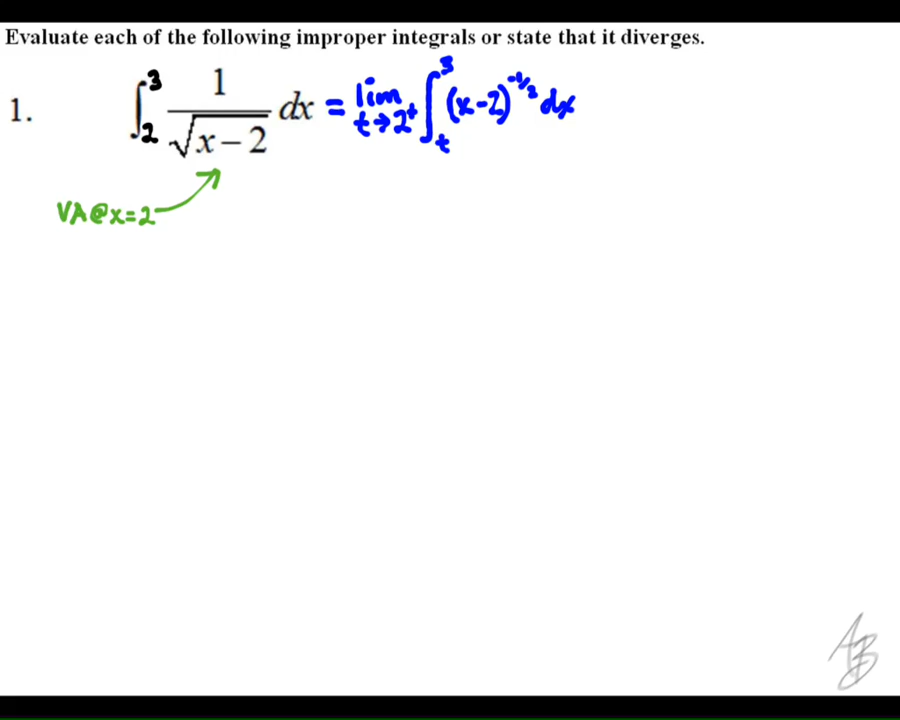 Evaluate each of the following improper integrals or state that it diverges.
1. ∫₂³ 1/√(x−2) dx = lim t→2⁺ ∫ₜ³ (x-2)^(-1/2) dx
VA@x=2